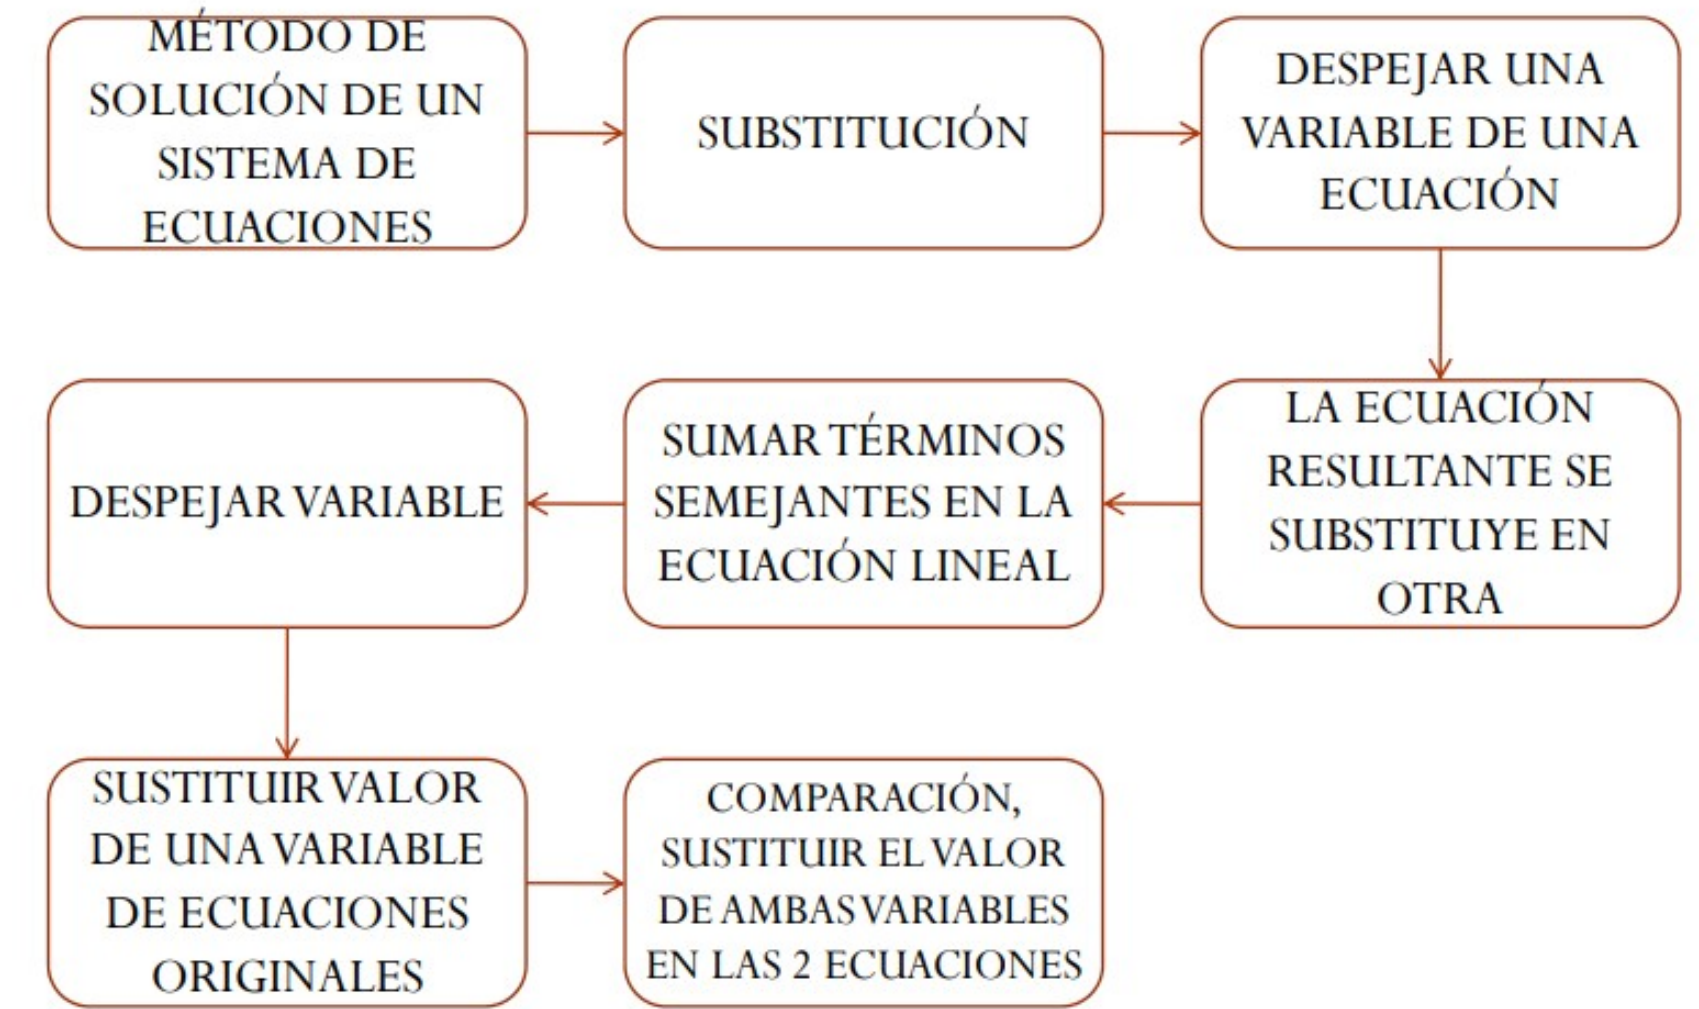 MÉTODO DE
SOLUCIÓN DE UN
SISTEMA DE
ECUACIONES
SUBSTITUCIÓN
DESPEJAR UNA
VARIABLE DE UNA
ECUACIÓN
LA ECUACIÓN
RESULTANTE SE
SUBSTITUYE EN
OTRA
SUMAR TÉRMINOS
SEMEJANTES EN LA
ECUACIÓN LINEAL
DESPEJAR VARIABLE
SUSTITUIR VALOR
DE UNA VARIABLE
DE ECUACIONES
ORIGINALES
COMPARACIÓN,
SUSTITUIR EL VALOR
DE AMBAS VARIABLES
EN LAS 2 ECUACIONES